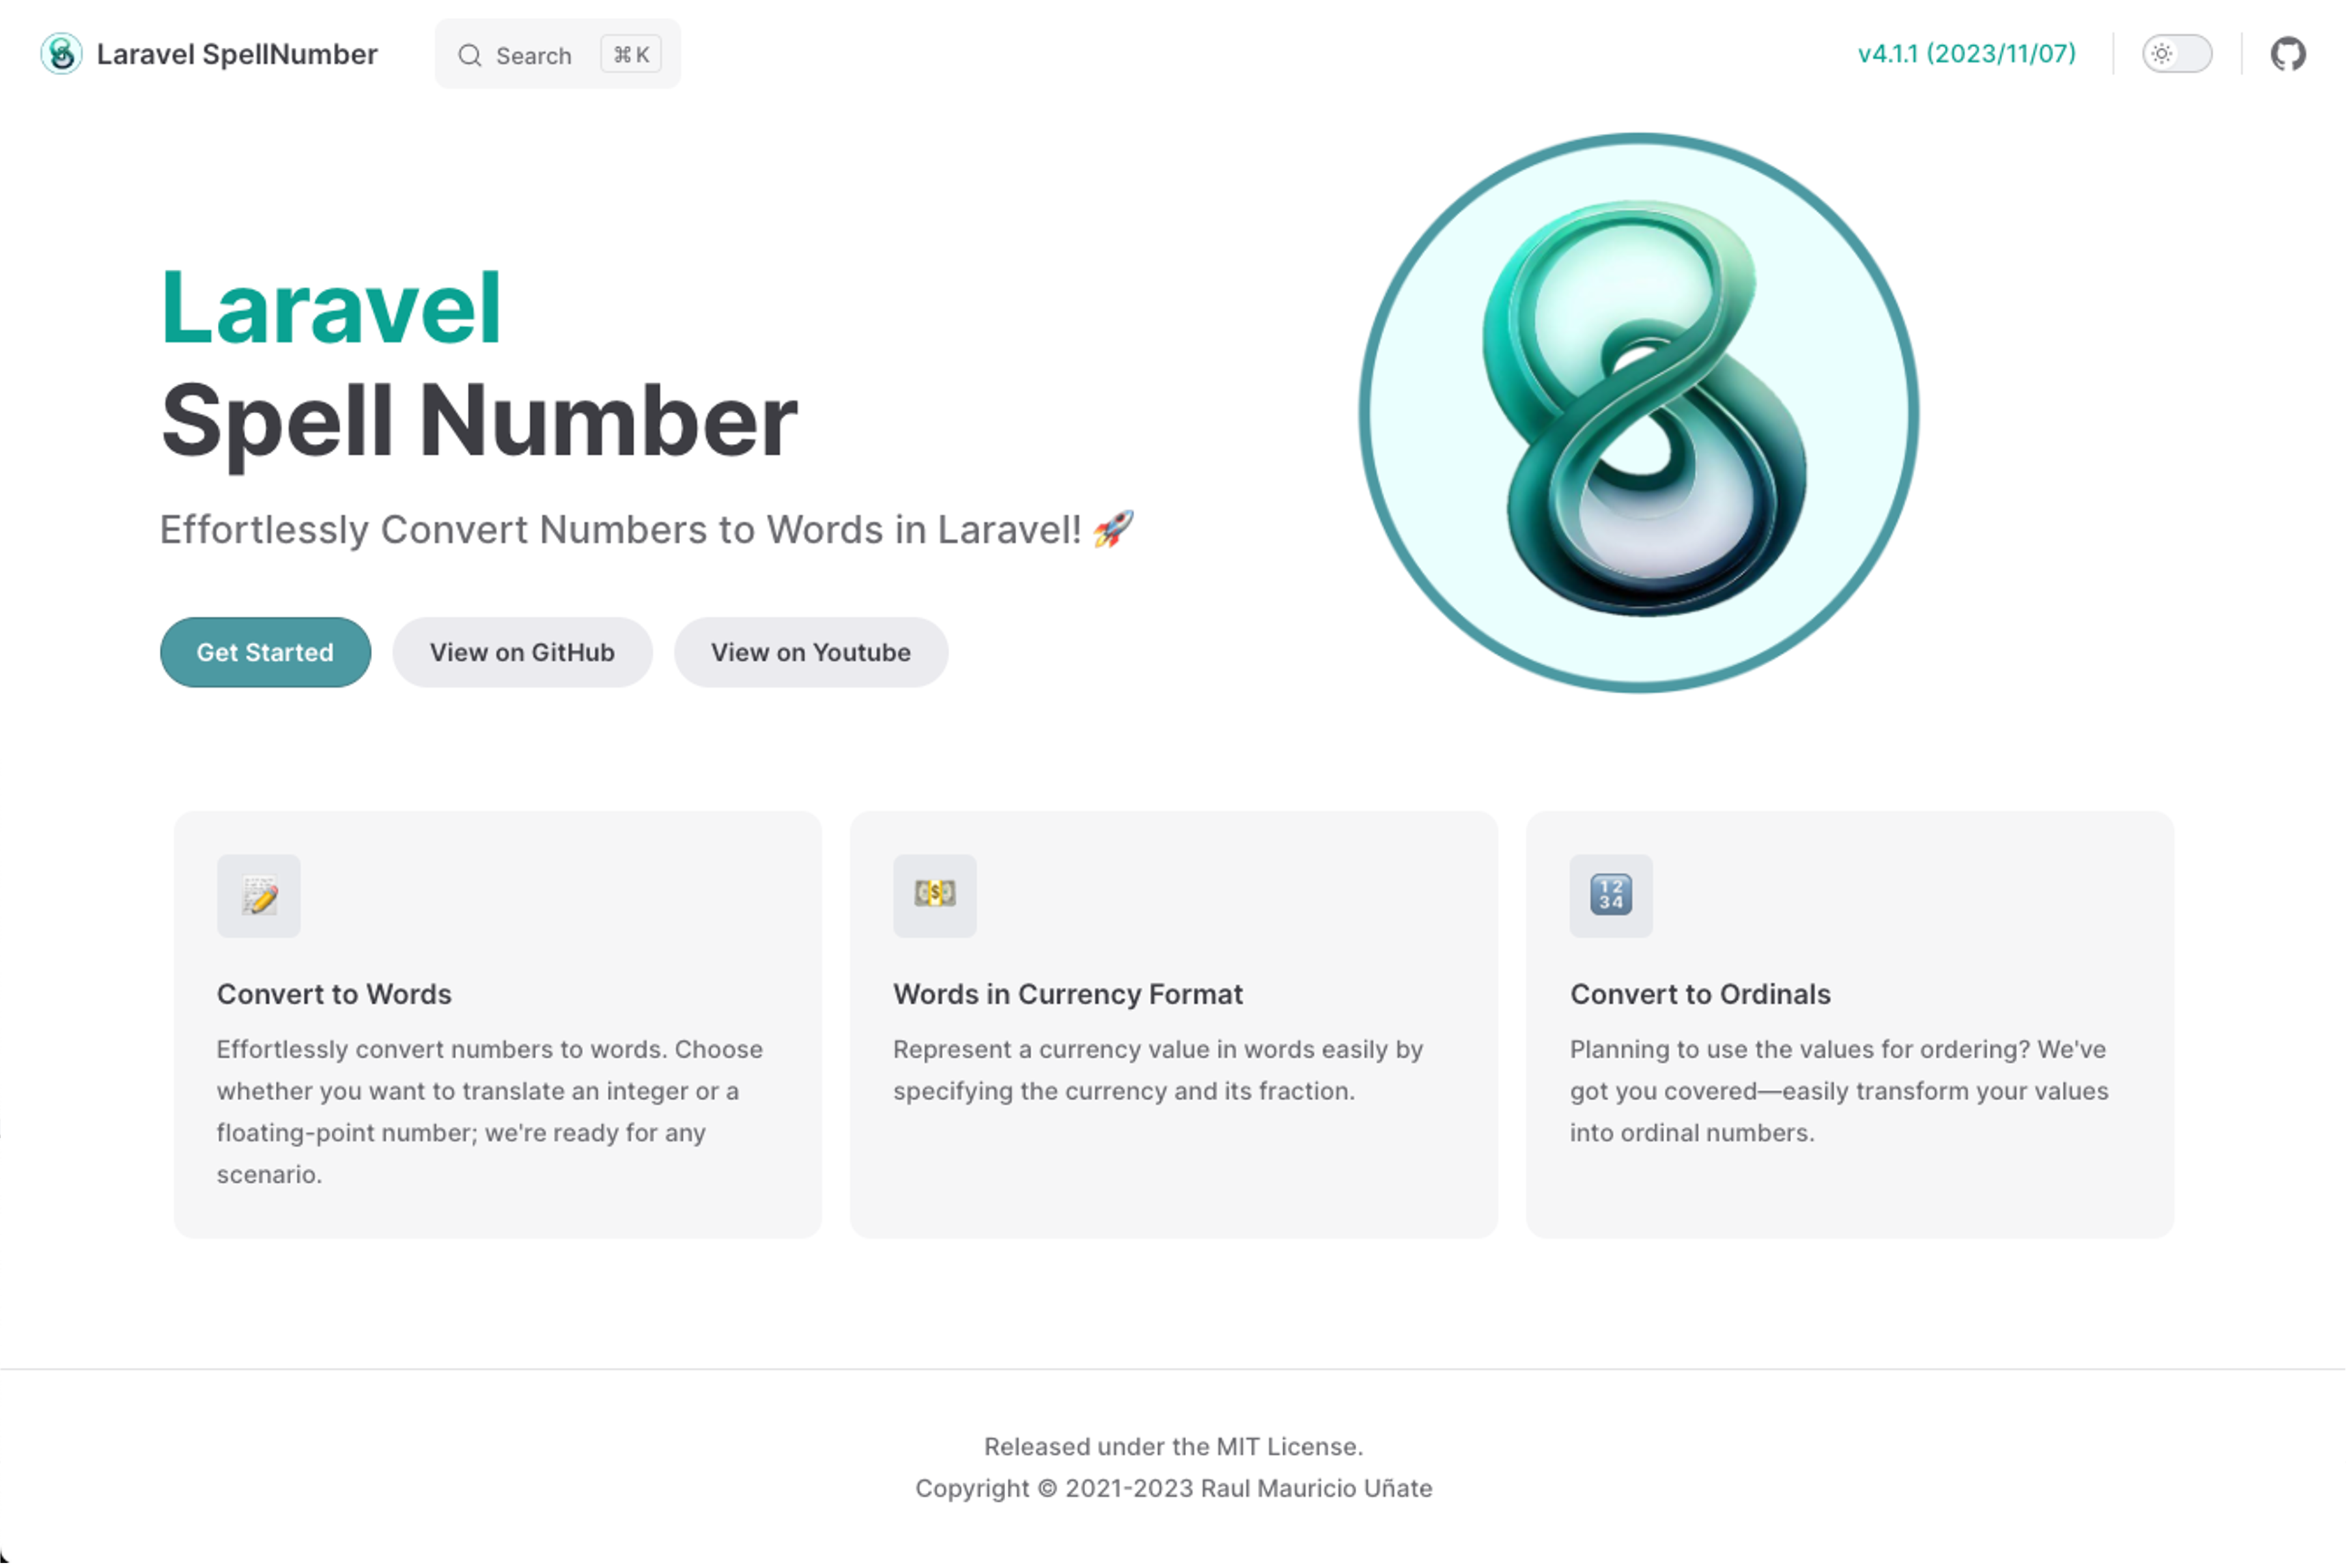 Laravel SpellNumber
Search
⌘ K
v4.1.1 (2023/11/07)
Laravel
Spell Number
Effortlessly Convert Numbers to Words in Laravel! 🚀
Get Started
View on GitHub
View on Youtube
Convert to Words
Effortlessly convert numbers to words. Choose
whether you want to translate an integer or a
floating-point number; we're ready for any
scenario.
Words in Currency Format
Represent a currency value in words easily by
specifying the currency and its fraction.
1234
Convert to Ordinals
Planning to use the values for ordering? We've
got you covered—easily transform your values
into ordinal numbers.
Released under the MIT License.
Copyright © 2021-2023 Raul Mauricio Uñate